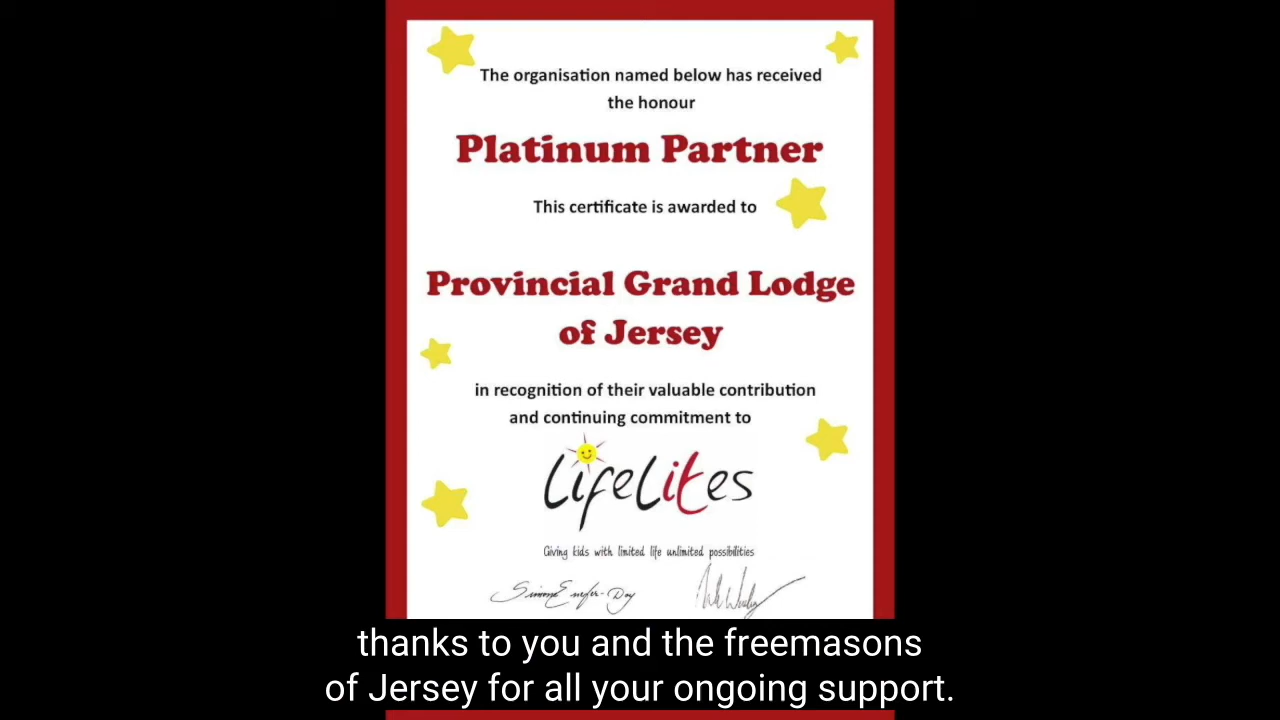 The organisation named below has received
the honour
Platinum Partner
This certificate is awarded to
Provincial Grand Lodge
of Jersey
in recognition of their valuable contribution
and continuing commitment to
Lifelites
Giving kids with limited life unlimited possibilities
thanks to you and the freemasons
of Jersey for all your ongoing support.